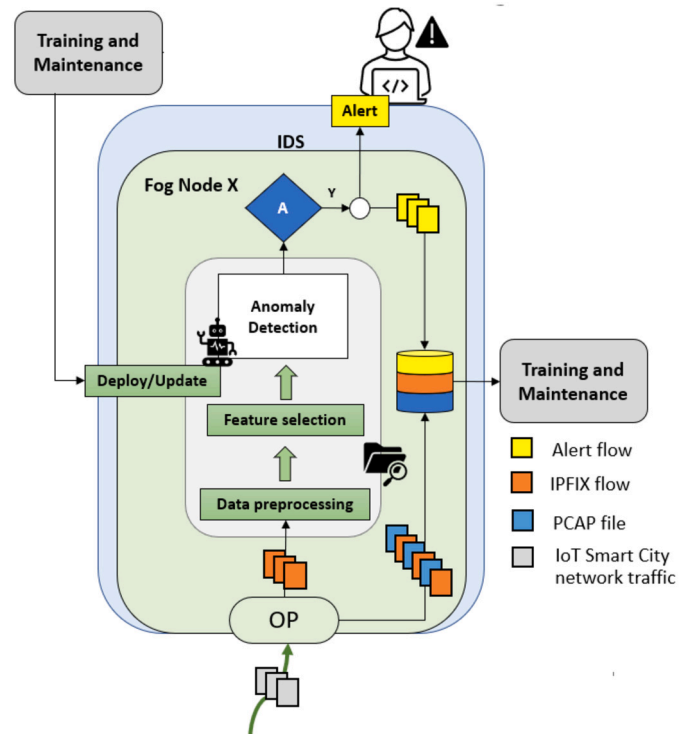 Training and
Maintenance
</>
Alert
IDS
Fog Node X
A
Y
Anomaly
Detection
Deploy/Update
Feature selection
Data preprocessing
OP
Training and
Maintenance
Alert flow
IPFIX flow
PCAP file
IoT Smart City
network traffic